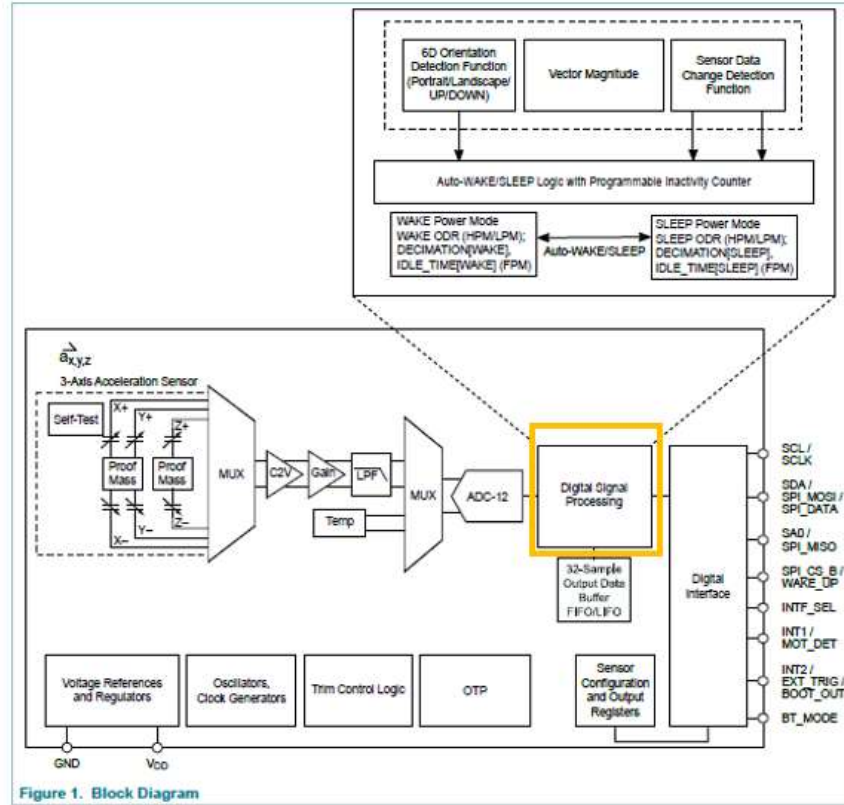 6D Orientation
Detection Function
(Portrait/Landscape/
UP/DOWN)
Vector Magnitude
Sensor Data
Change Detection
Function
Auto-WAKE/SLEEP Logic with Programmable Inactivity Counter
WAKE Power Mode
WAKE ODR (HPM/LPM);
DECIMATION[WAKE],
IDLE_TIME[WAKE] (FPM)
Auto-WAKE/SLEEP
SLEEP Power Mode
SLEEP ODR (HPM/LPM);
DECIMATION[SLEEP],
IDLE_TIME[SLEEP] (FPM)
ax,y,z
3-Axis Acceleration Sensor
Self-Test
X+
Y+
Z+
Proof
Mass
Proof
Mass
Z–
Y–
X–
MUX
C2V
Gain
LPF
Temp
MUX
ADC-12
Digital Signal
Processing
32-Sample
Output Data
Buffer
FIFO/LIFO
Digital
Interface
SCL /
SCLK
SDA /
SPI_MOSI /
SPI_DATA
SA0 /
SPI_MISO
SPI_CS_B /
WAKE_UP
INTF_SEL
INT1 /
MOT_DET
INT2 /
EXT_TRIG /
BOOT_OUT
BT_MODE
Voltage References
and Regulators
Oscillators,
Clock Generators
Trim Control Logic
OTP
Sensor
Configuration
and Output
Registers
GND
VDD
Figure 1. Block Diagram